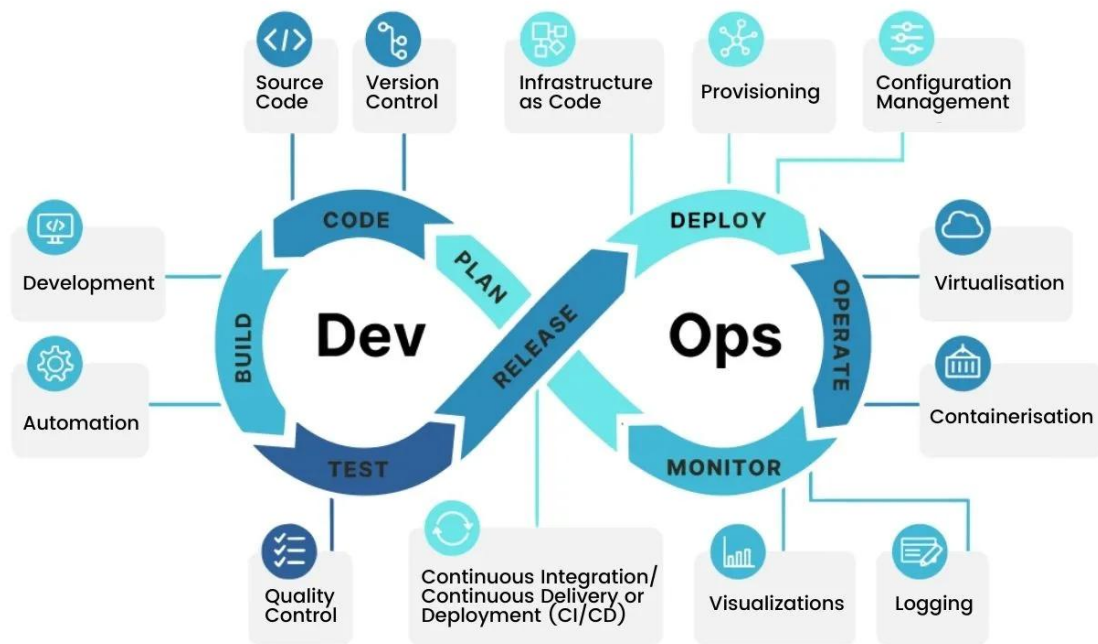 Source
Code
Version
Control
Infrastructure
as Code
Provisioning
Configuration
Management
CODE
DEPLOY
PLAN
Development
Virtualisation
BUILD
Dev
RELEASE
Ops
OPERATE
Automation
Containerisation
TEST
MONITOR
Quality
Control
Continuous Integration/
Continuous Delivery or
Deployment (CI/CD)
Visualizations
Logging